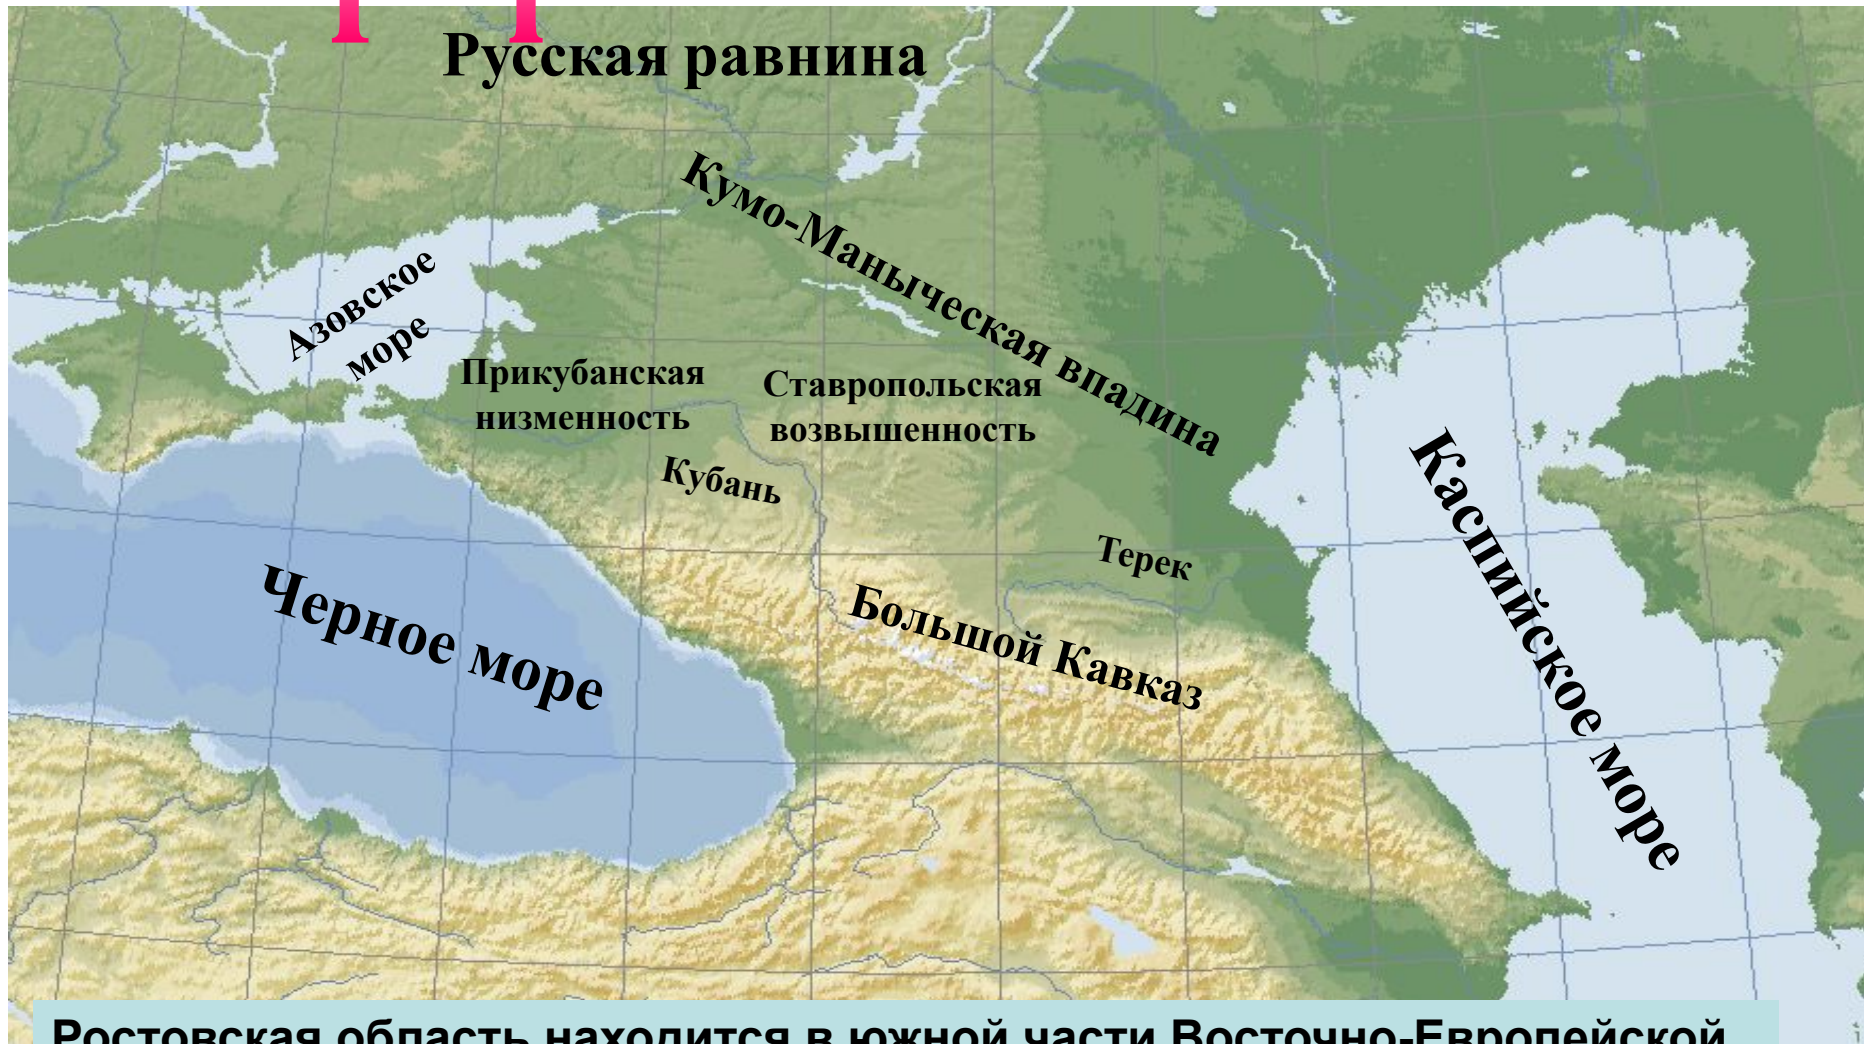 Русская равнина
Кумо-Маныческая впадина
Азовское
море
Прикубанская
низменность
Ставропольская
возвышенность
Кубань
Терек
Каспийское море
Черное море
Большой Кавказ
Ростовская область находится в южной части Восточно-Европейской